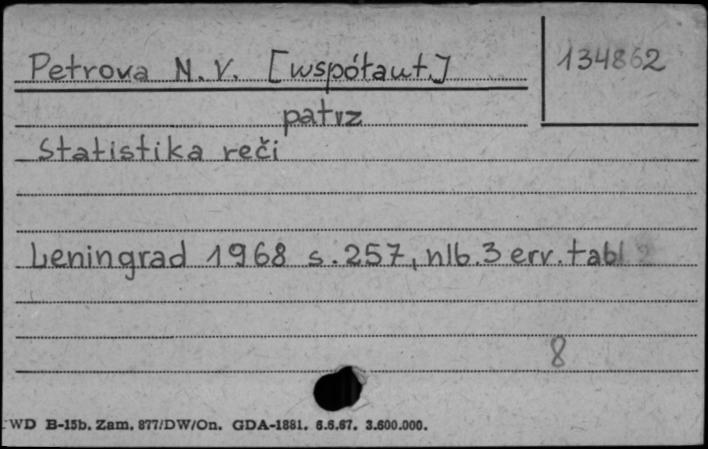 Petrova N. V. [współaut.]
134862
patrz
Statistika reči
Leningrad 1968 s. 257, nlb. 3 err. tabl 2
8
WD B-15b. Zam. 877/DW/On. GDA-1881. 6.6.67. 3.600.000.